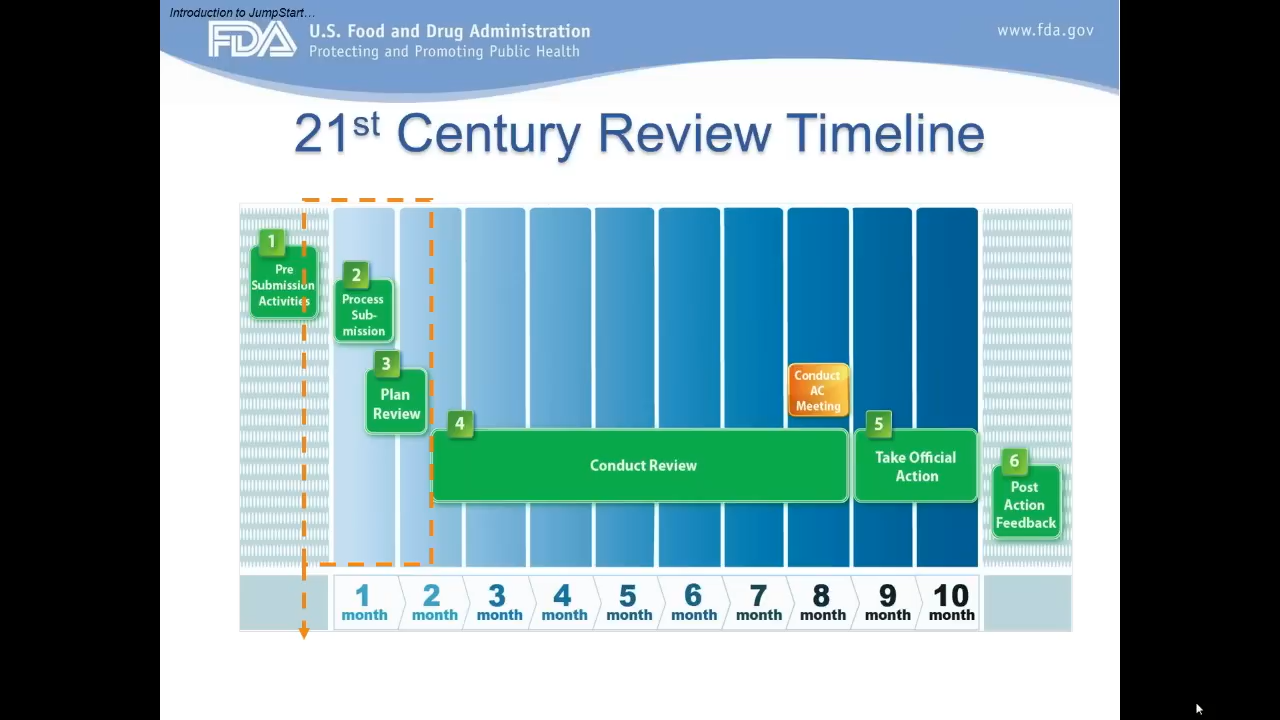 Introduction to JumpStart...
FDA
U.S. Food and Drug Administration
Protecting and Promoting Public Health
www.fda.gov
21st Century Review Timeline
1
Pre
Submission
Activities
2
Process
Sub-
mission
3
Plan
Review
4
Conduct Review
Conduct
AC
Meeting
5
Take Official
Action
6
Post
Action
Feedback
1
month
2
month
3
month
4
month
5
month
6
month
7
month
8
month
9
month
10
month